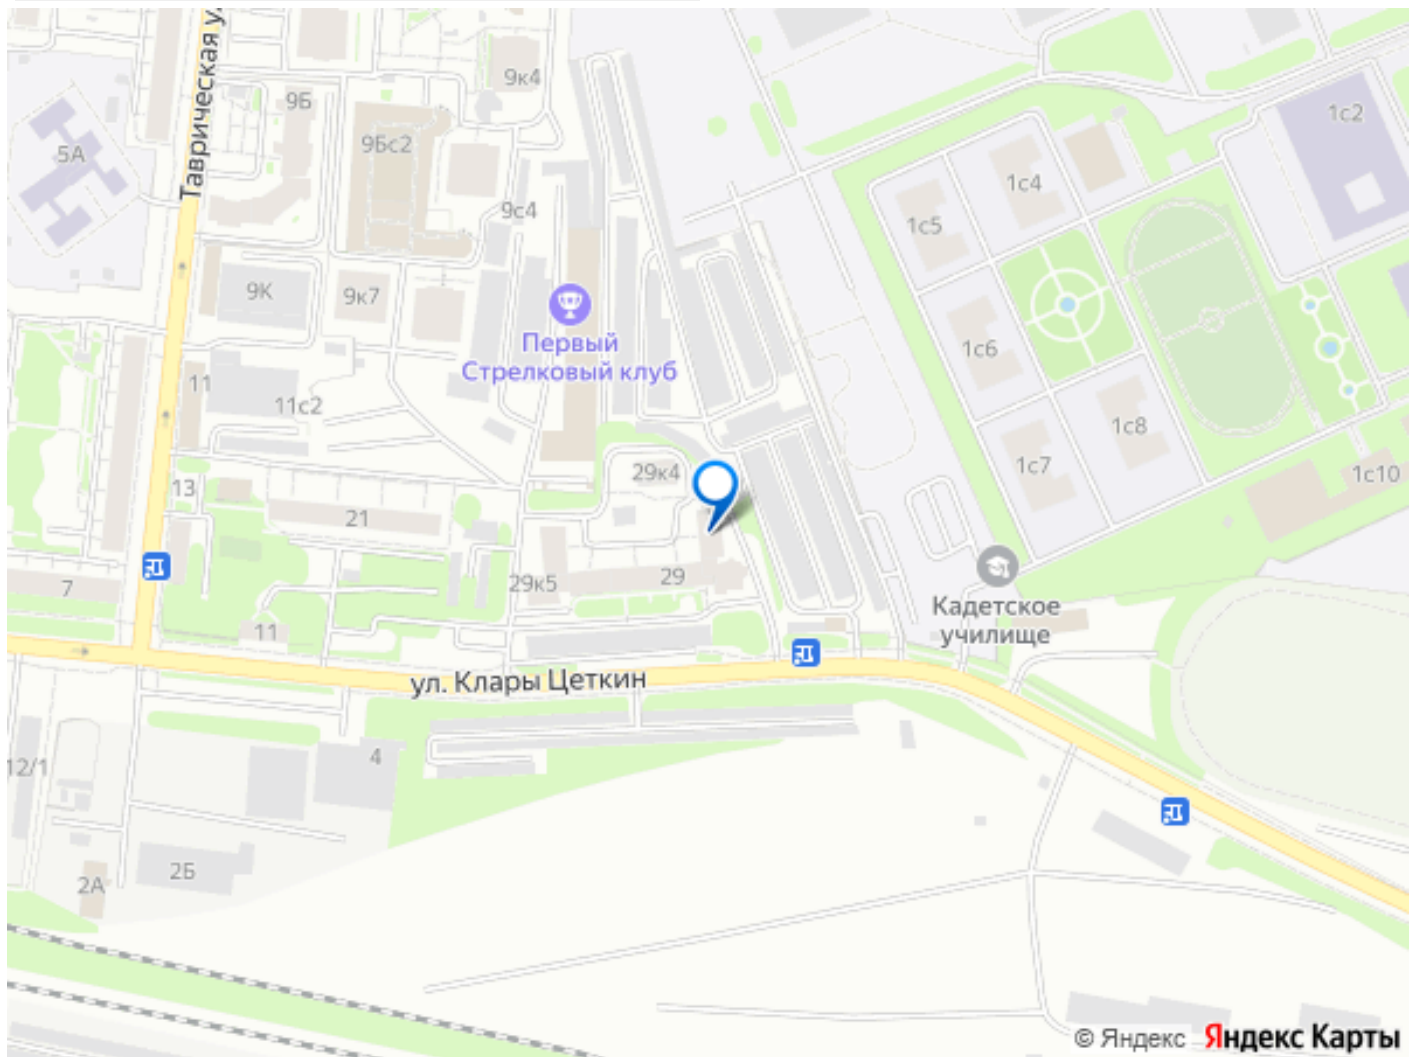 Таврическая у
9к4
9Б
1с2
9Бс2
5А
1с4
9с4
1с5
9К
9к7
Первый
Стрелковый клуб
1с6
11
11с2
1с8
1с7
29к4
1с10
13
21
29к5
29
7
Кадетское
училище
11
ул. Клары Цеткин
4
12/1
2Б
2А
© Яндекс Яндекс Карты